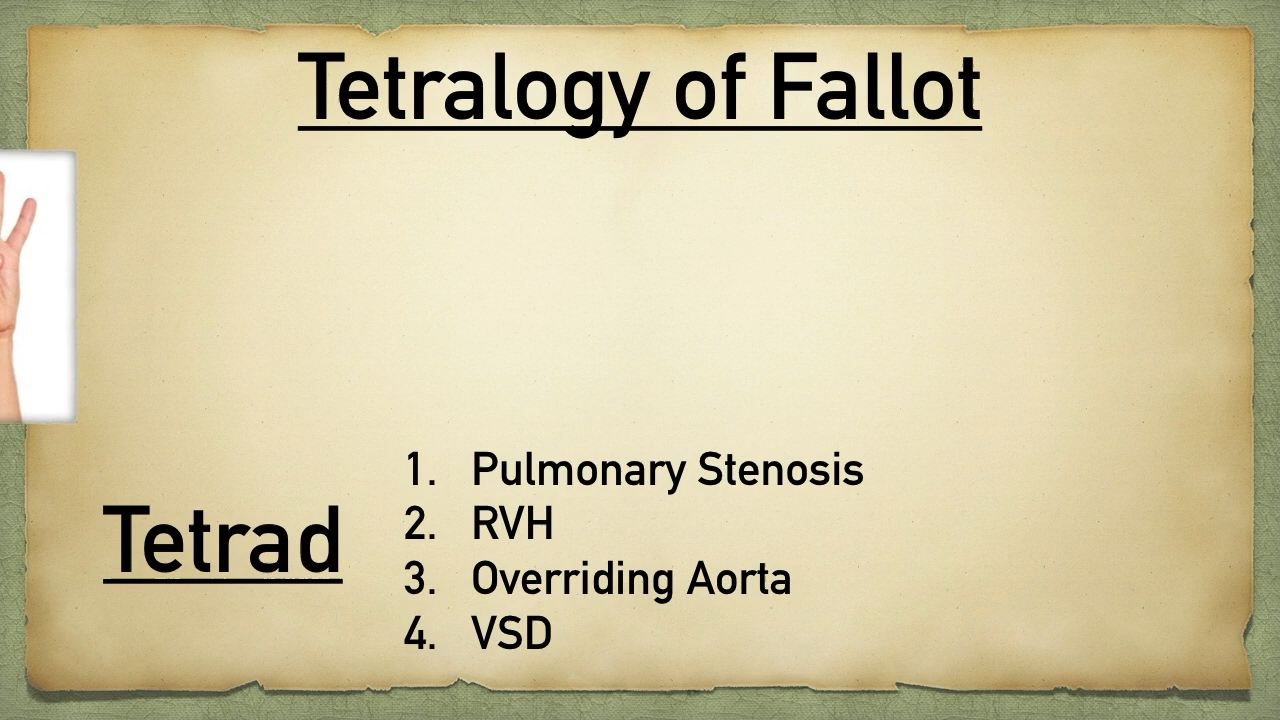 Tetralogy of Fallot
Tetrad
1. Pulmonary Stenosis
2. RVH
3. Overriding Aorta
4. VSD